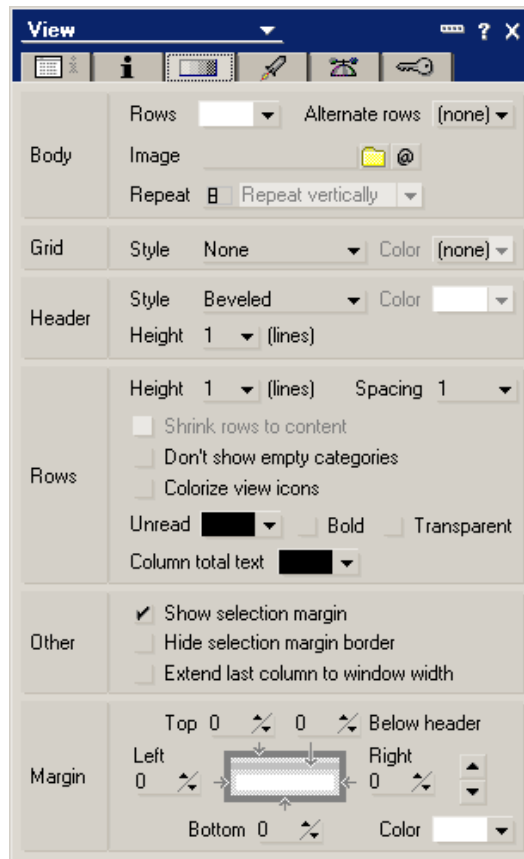 View ?
Rows Alternate rows (none)
Body Image @
Repeat Repeat vertically
Grid Style None Color (none)
Style Beveled Color
Header
Height 1 (lines)
Height 1 (lines) Spacing 1
Shrink rows to content
Don't show empty categories
Rows Colorize view icons
Unread Bold Transparent
Column total text
Show selection margin
Other Hide selection margin border
Extend last column to window width
Top 0 0 Below header
Left Right
Margin 0 0
Bottom 0 Color